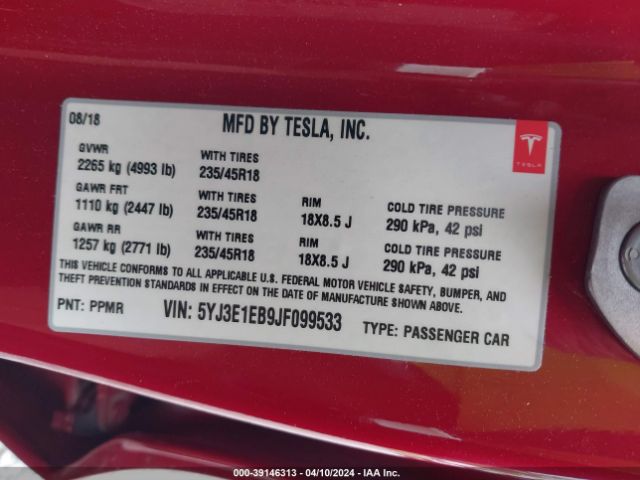 08/18
MFD BY TESLA, INC.
GVWR
2265 kg (4993 lb)
WITH TIRES
235/45R18
GAWR FRT
1110 kg (2447 lb)
WITH TIRES
235/45R18
RIM
18X8.5 J
COLD TIRE PRESSURE
290 kPa, 42 psi
GAWR RR
1257 kg (2771 lb)
WITH TIRES
235/45R18
RIM
18X8.5 J
COLD TIRE PRESSURE
290 kPa, 42 psi
THIS VEHICLE CONFORMS TO ALL APPLICABLE U.S. FEDERAL MOTOR VEHICLE SAFETY, BUMPER, AND
THEFT PREVENTION STANDARDS IN EFFECT ON THE DATE OF MANUFACTURE SHOWN ABOVE.
PNT: PPMR
VIN: 5YJ3E1EB9JF099533
TYPE: PASSENGER CAR
TESLA
000-39146313 - 04/10/2024 - IAA Inc.